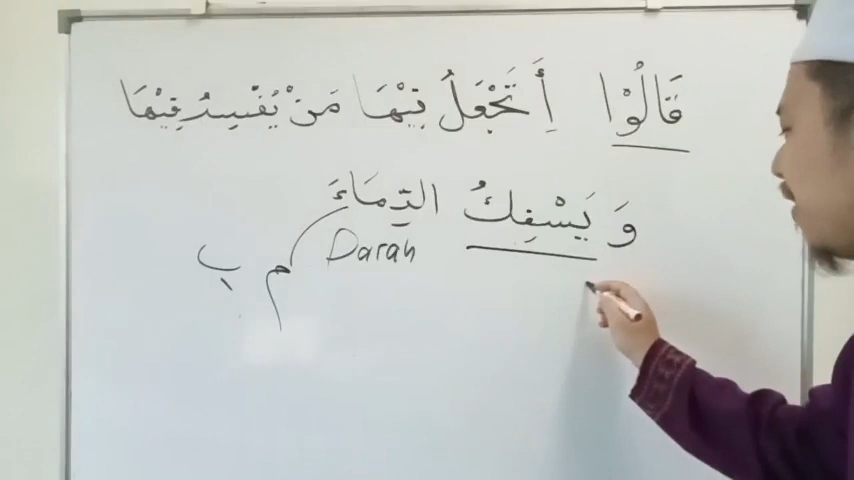 قَالُوْا أَتَجْعَلُ فِيْهَا مَنْ يُفْسِدُ فِيْهَا
وَ يَسْفِكُ الدِّمَاءَ
Darah
م ب